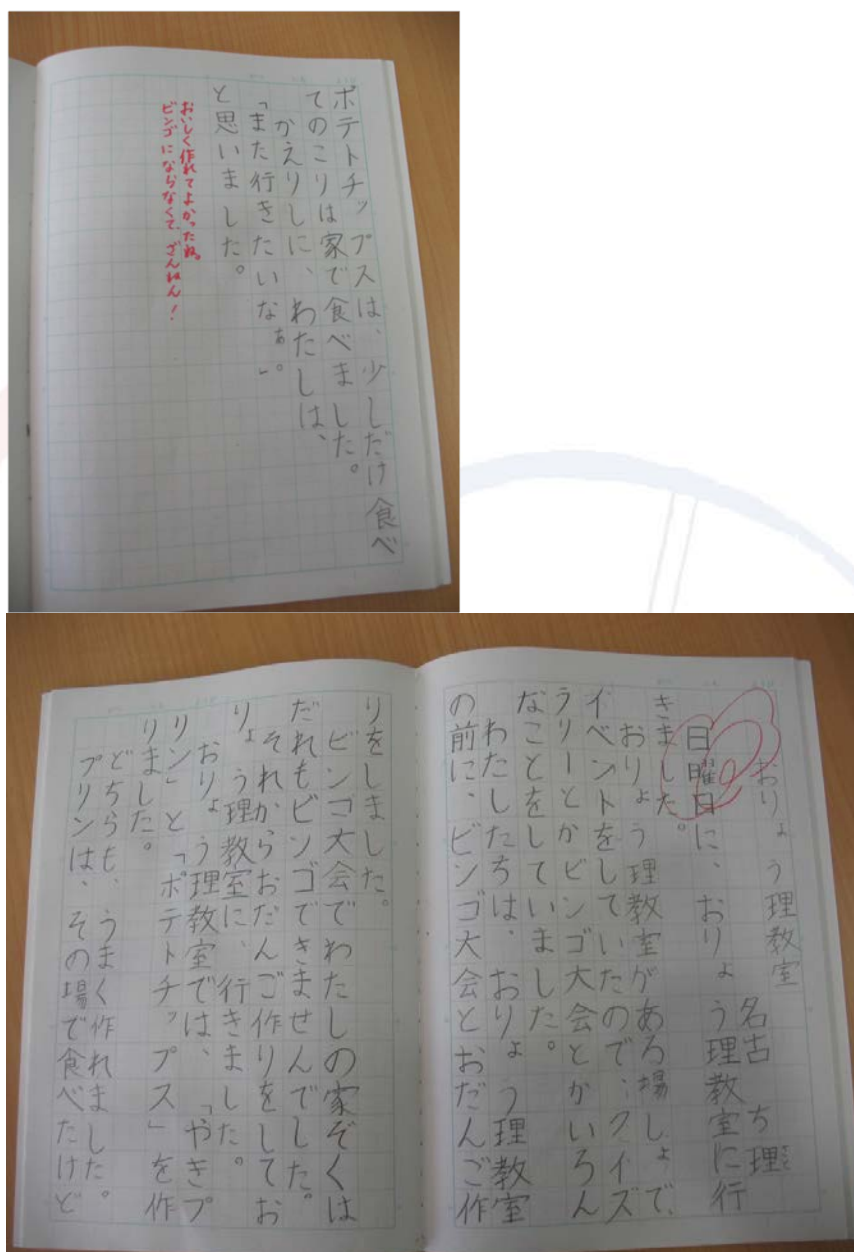 おりょう理教室
名古 ち理
日曜日に、おりょう理教室に行
きました。
おりょう理教室がある場しょで、
イベントをしていたので、クイズ
ラリーとかビンゴ大会とかいろん
なことをしていました。
わたしたちは、おりょう理教室
の前に、ビンゴ大会とおだんご作
りをしました。
ビンゴ大会でわたしの家ぞくは
だれもビンゴできませんでした。
それからおだんご作りをしてお
りょう理教室に、行きました。
おりょう理教室では、「やきプ
リン」と「ポテトチップス」を作
りました。
どちらも、うまく作れました。
プリンは、その場で食べたけど
ポテトチップスは、少しだけ食べ
てのこりは家で食べました。
かえりしに、わたしは、
「また行きたいなぁ。」
と思いました。
おいしく作れてよかったね。
ビンゴにならなくて、ざんねん！